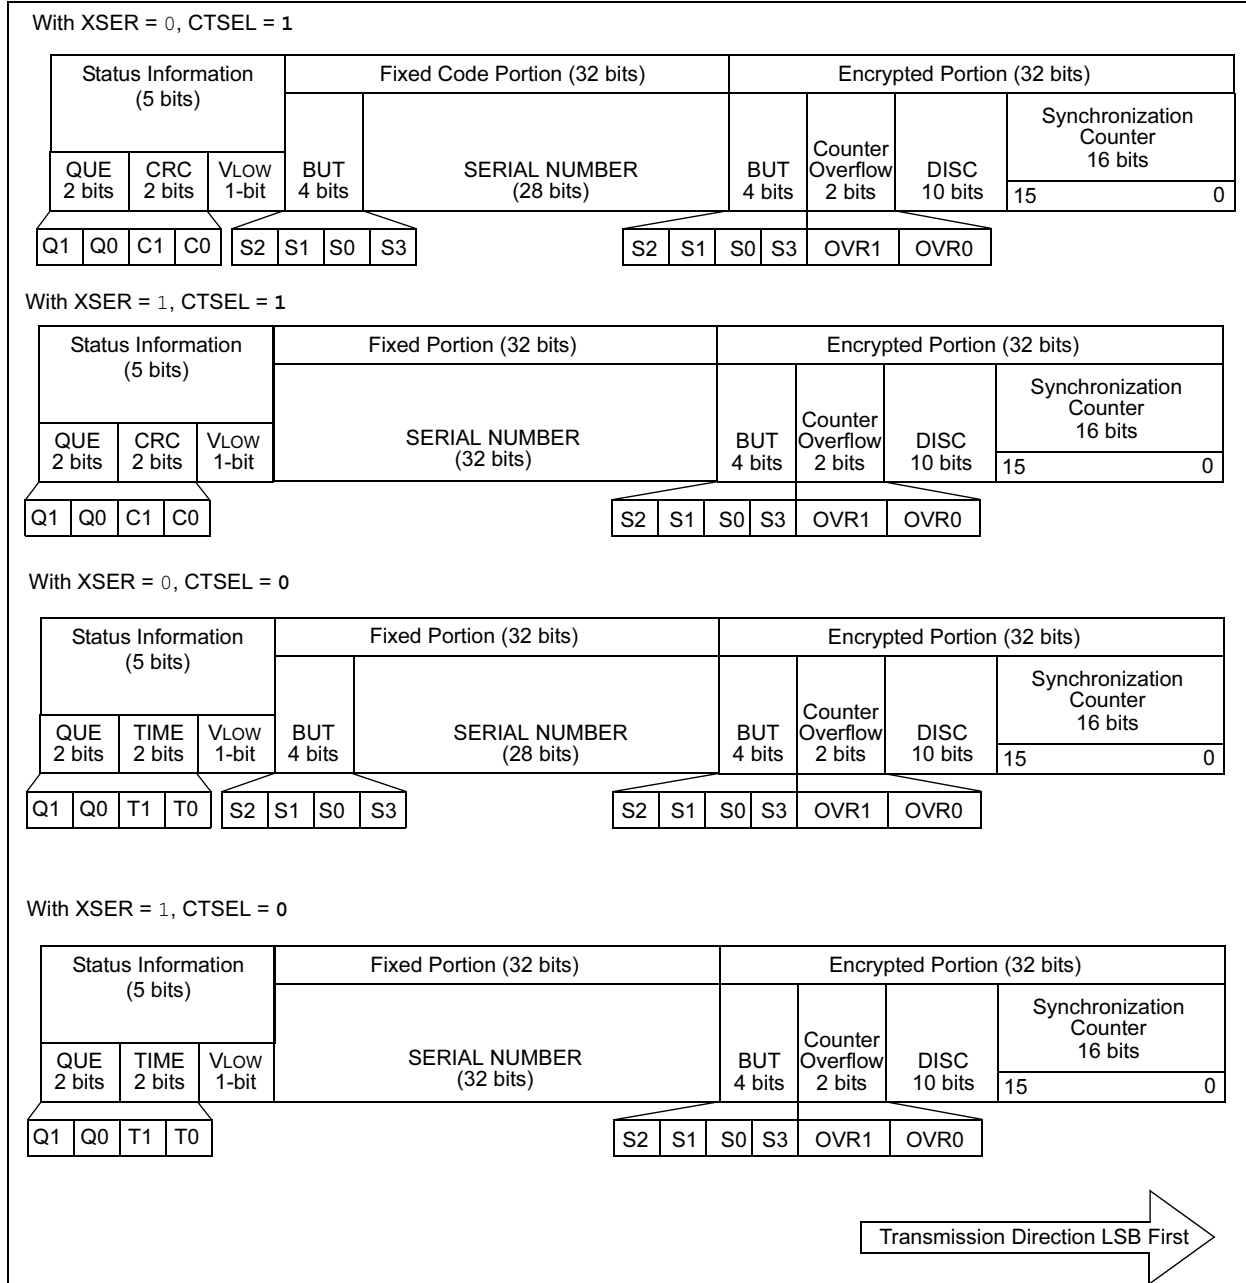 With XSER = 0, CTSEL = 1
Status Information
(5 bits)
Fixed Code Portion (32 bits)
Encrypted Portion (32 bits)
QUE
2 bits
CRC
2 bits
VLOW
1-bit
BUT
4 bits
SERIAL NUMBER
(28 bits)
BUT
4 bits
Counter
Overflow
2 bits
DISC
10 bits
Synchronization
Counter
16 bits
15 0
Q1 Q0 C1 C0
S2 S1 S0 S3
S2 S1 S0 S3 OVR1 OVR0
With XSER = 1, CTSEL = 1
Status Information
(5 bits)
Fixed Portion (32 bits)
Encrypted Portion (32 bits)
QUE
2 bits
CRC
2 bits
VLOW
1-bit
SERIAL NUMBER
(32 bits)
BUT
4 bits
Counter
Overflow
2 bits
DISC
10 bits
Synchronization
Counter
16 bits
15 0
Q1 Q0 C1 C0
S2 S1 S0 S3 OVR1 OVR0
With XSER = 0, CTSEL = 0
Status Information
(5 bits)
Fixed Portion (32 bits)
Encrypted Portion (32 bits)
QUE
2 bits
TIME
2 bits
VLOW
1-bit
BUT
4 bits
SERIAL NUMBER
(28 bits)
BUT
4 bits
Counter
Overflow
2 bits
DISC
10 bits
Synchronization
Counter
16 bits
15 0
Q1 Q0 T1 T0
S2 S1 S0 S3
S2 S1 S0 S3 OVR1 OVR0
With XSER = 1, CTSEL = 0
Status Information
(5 bits)
Fixed Portion (32 bits)
Encrypted Portion (32 bits)
QUE
2 bits
TIME
2 bits
VLOW
1-bit
SERIAL NUMBER
(32 bits)
BUT
4 bits
Counter
Overflow
2 bits
DISC
10 bits
Synchronization
Counter
16 bits
15 0
Q1 Q0 T1 T0
S2 S1 S0 S3 OVR1 OVR0
Transmission Direction LSB First